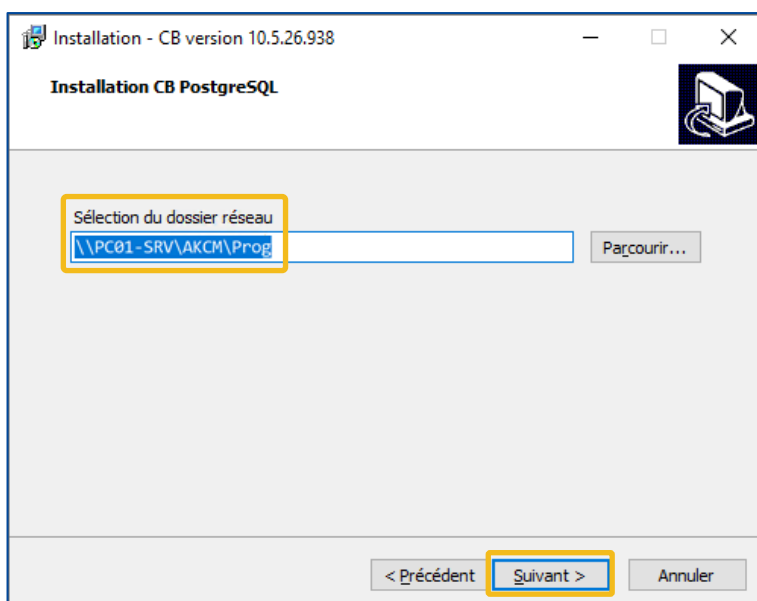 Installation - CB version 10.5.26.938
Installation CB PostgreSQL
Sélection du dossier réseau
\\PC01-SRV\AKCM\Prog
Parcourir...
< Précédent
Suivant >
Annuler